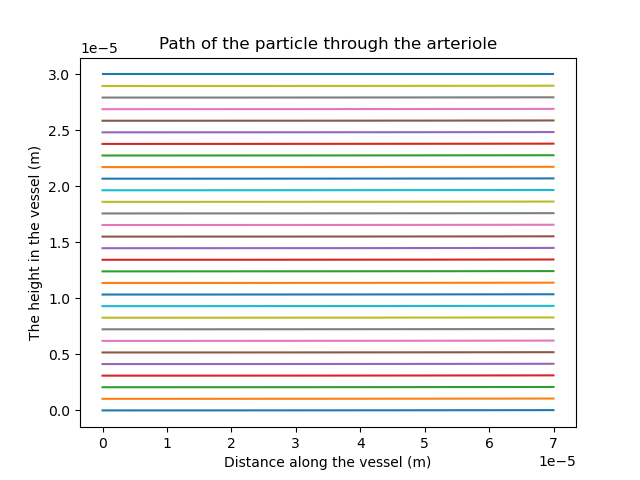 Path of the particle through the arteriole
1e−5
3.0
2.5
2.0
1.5
1.0
0.5
0.0
The height in the vessel (m)
0 1 2 3 4 5 6 7
1e−5
Distance along the vessel (m)